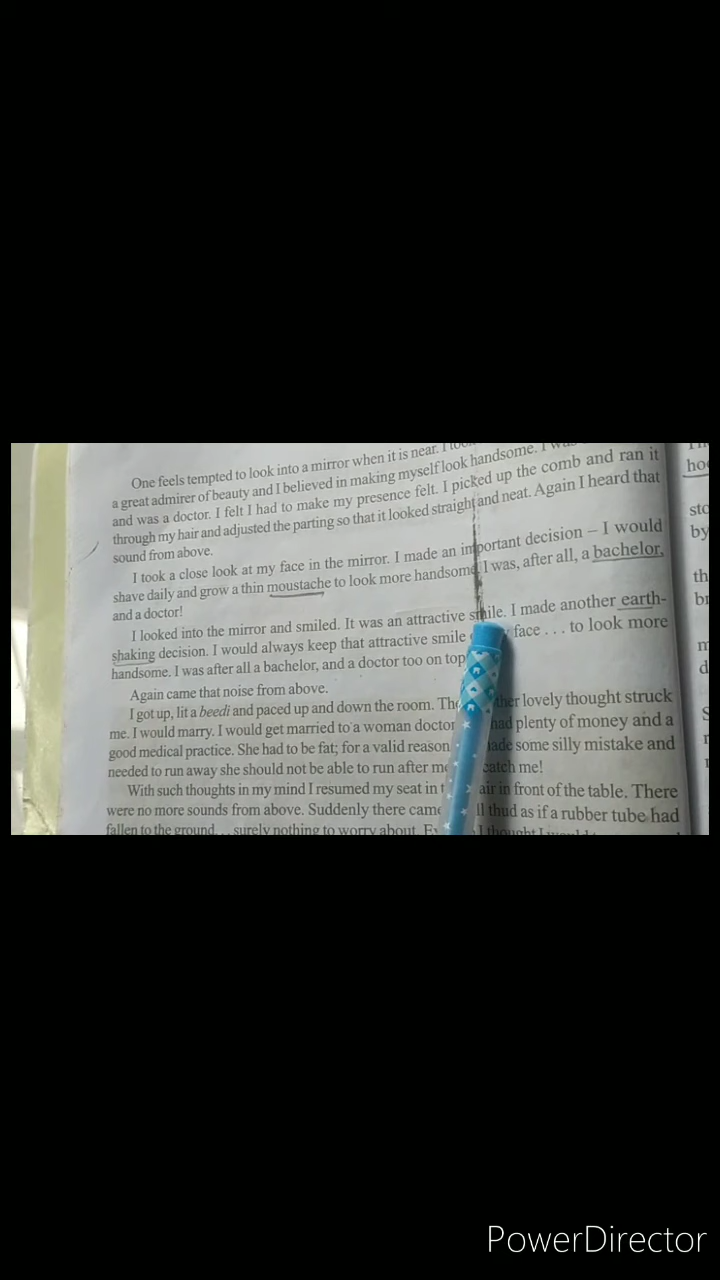 One feels tempted to look into a mirror when it is near. I
a great admirer of beauty and I believed in making myself look handsome. I was
and was a doctor. I felt I had to make my presence felt. I picked up the comb and ran it
through my hair and adjusted the parting so that it looked straight and neat. Again I heard that
sound from above.
I took a close look at my face in the mirror. I made an important decision – I would
shave daily and grow a thin moustache to look more handsome. I was, after all, a bachelor,
and a doctor!
I looked into the mirror and smiled. It was an attractive smile. I made another earth-
shaking decision. I would always keep that attractive smile face . . . to look more
handsome. I was after all a bachelor, and a doctor too on top
Again came that noise from above.
I got up, lit a beedi and paced up and down the room. lovely thought struck
me. I would marry. I would get married to a woman doctor had plenty of money and a
good medical practice. She had to be fat; for a valid reason. some silly mistake and
needed to run away she should not be able to run after me catch me!
With such thoughts in my mind I resumed my seat in in front of the table. There
were no more sounds from above. Suddenly there came thud as if a rubber tube had
fallen to the ground... surely nothing to worry about. I thought I
PowerDirector